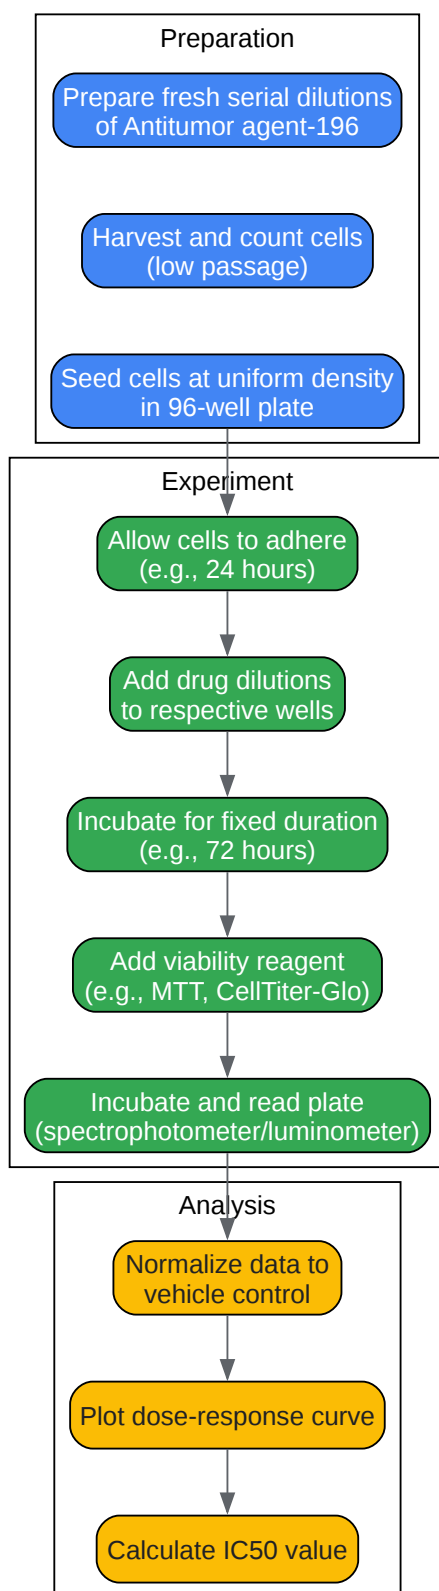 Preparation
Prepare fresh serial dilutions
of Antitumor agent-196
Harvest and count cells
(low passage)
Seed cells at uniform density
in 96-well plate
Experiment
Allow cells to adhere
(e.g., 24 hours)
Add drug dilutions
to respective wells
Incubate for fixed duration
(e.g., 72 hours)
Add viability reagent
(e.g., MTT, CellTiter-Glo)
Incubate and read plate
(spectrophotometer/luminometer)
Analysis
Normalize data to
vehicle control
Plot dose-response curve
Calculate IC50 value